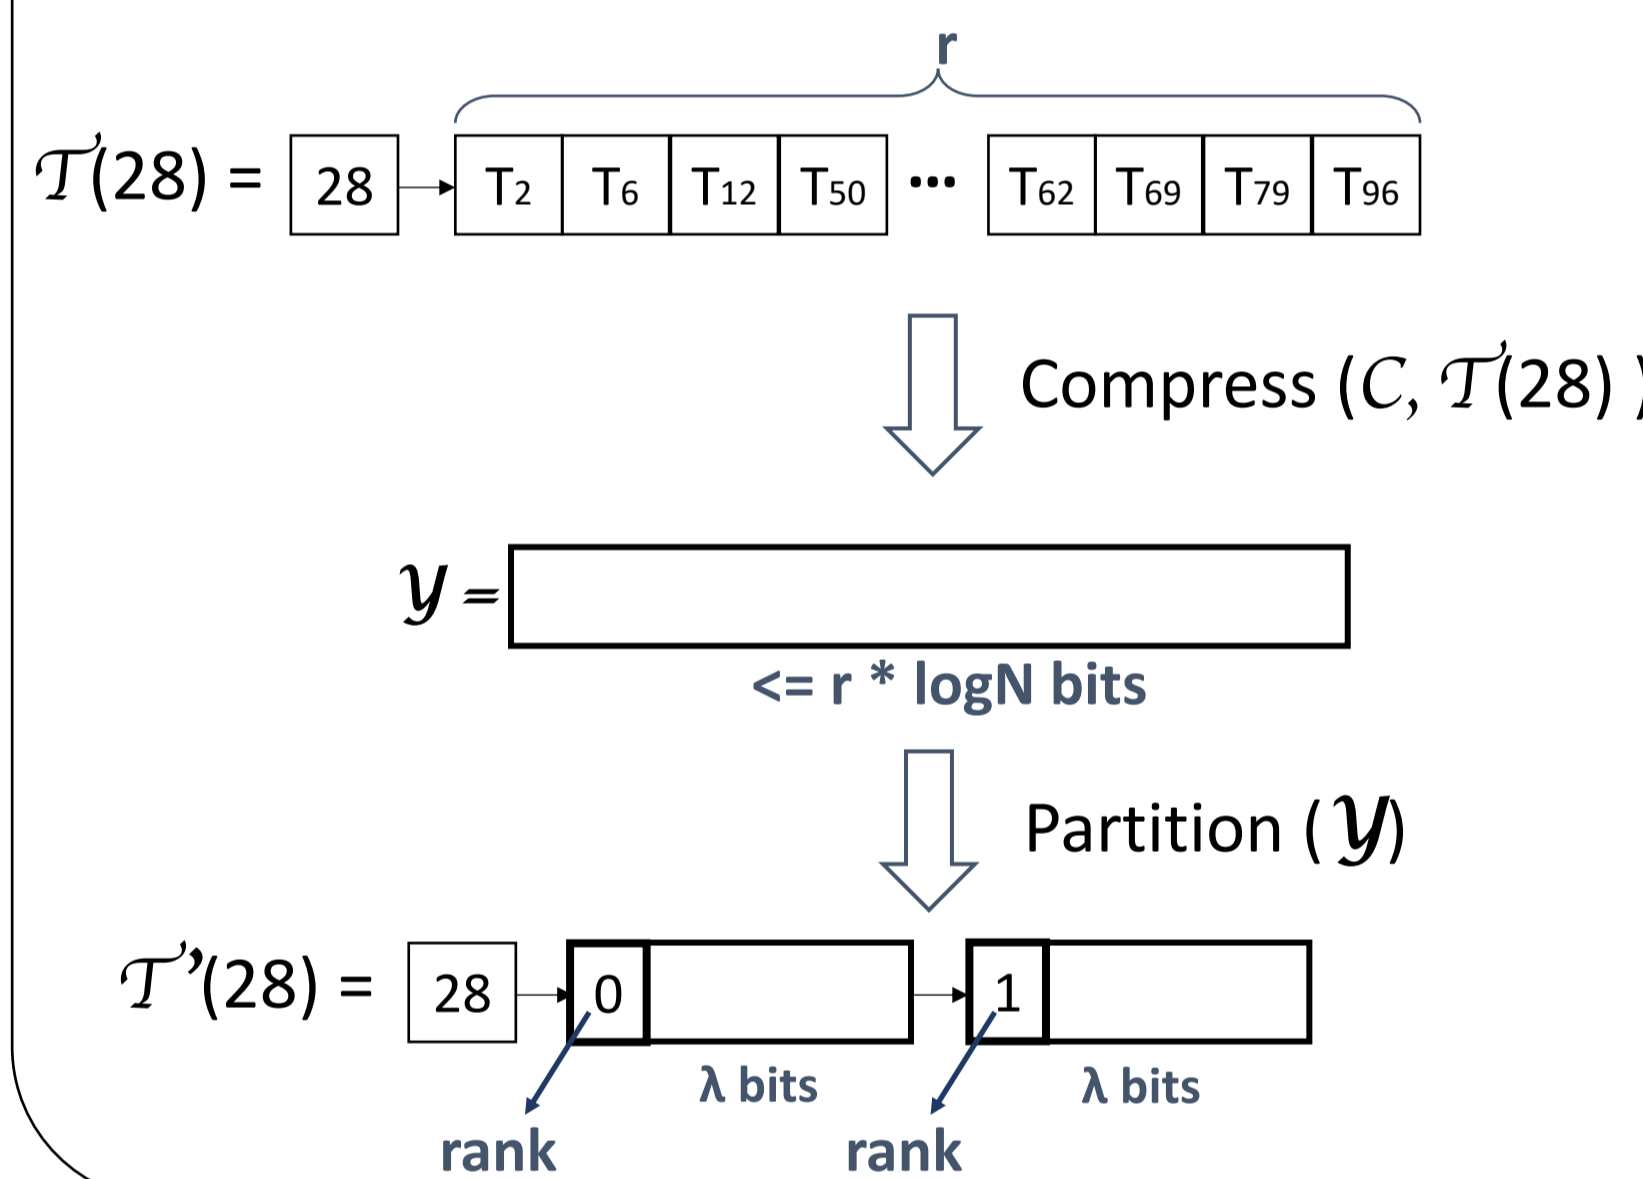 r
𝒯(28) = 28 T2 T6 T12 T50 ••• T62 T69 T79 T96
Compress (C, 𝒯(28) )
𝒴 =
<= r * logN bits
Partition ( 𝒴)
𝒯’(28) = 28 0 1
λ bits λ bits
rank rank